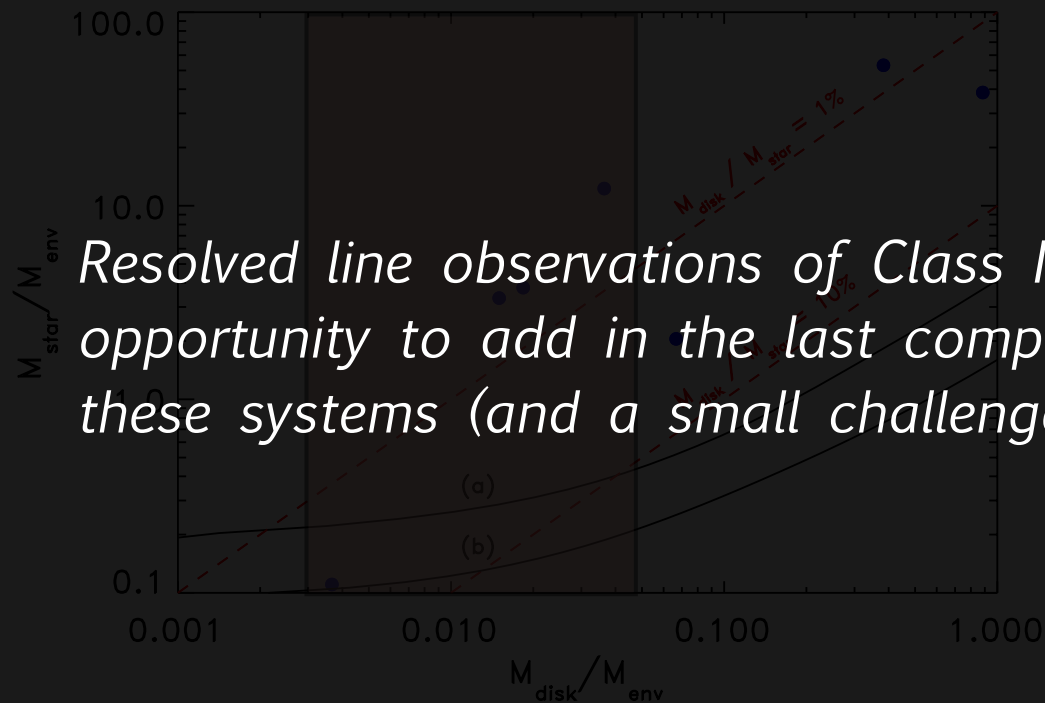 100.0
10.0
1.0
0.1
M_star/M_env
M_disk / M_star = 1%
M_disk / M_star = 10%
Resolved line observations of Class
opportunity to add in the last comp
these systems (and a small challeng
(a)
(b)
0.001 0.010 0.100 1.000
M_disk/M_env